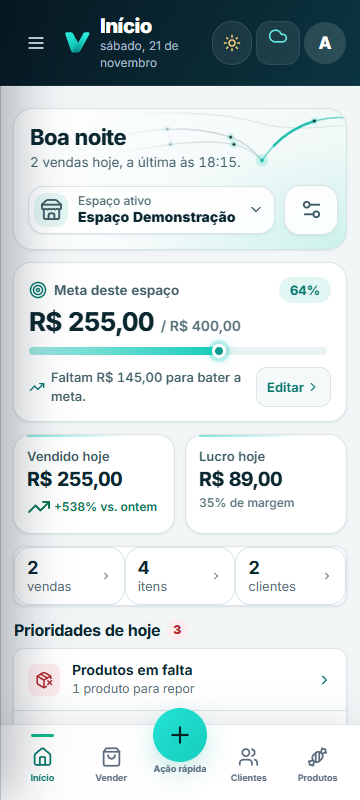 Início
sábado, 21 de
novembro
A
Boa noite
2 vendas hoje, a última às 18:15.
Espaço ativo
Espaço Demonstração
Meta deste espaço
64%
R$ 255,00 / R$ 400,00
Faltam R$ 145,00 para bater a
meta.
Editar
Vendido hoje
R$ 255,00
+538% vs. ontem
Lucro hoje
R$ 89,00
35% de margem
2
vendas
4
itens
2
clientes
Prioridades de hoje 3
Produtos em falta
1 produto para repor
Início
Vender
Ação rápida
Clientes
Produtos